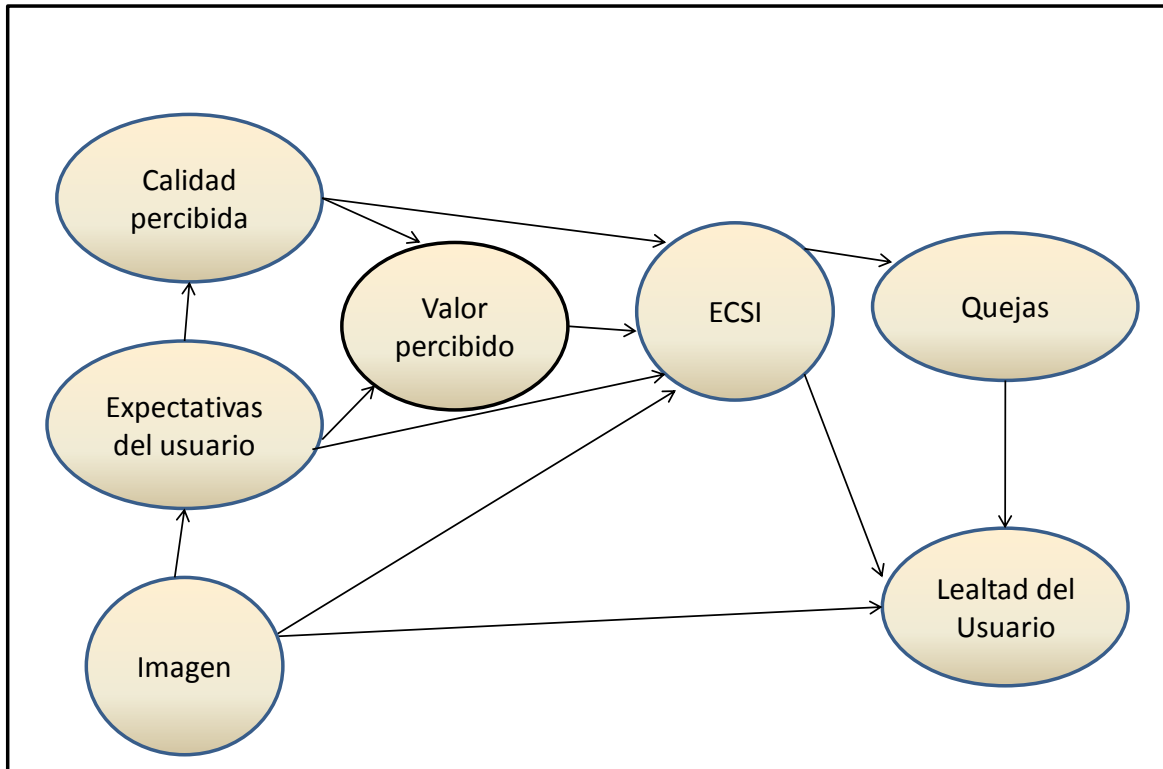 Calidad
percibida
Valor
percibido
ECSI
Quejas
Expectativas
del usuario
Lealtad del
Usuario
Imagen